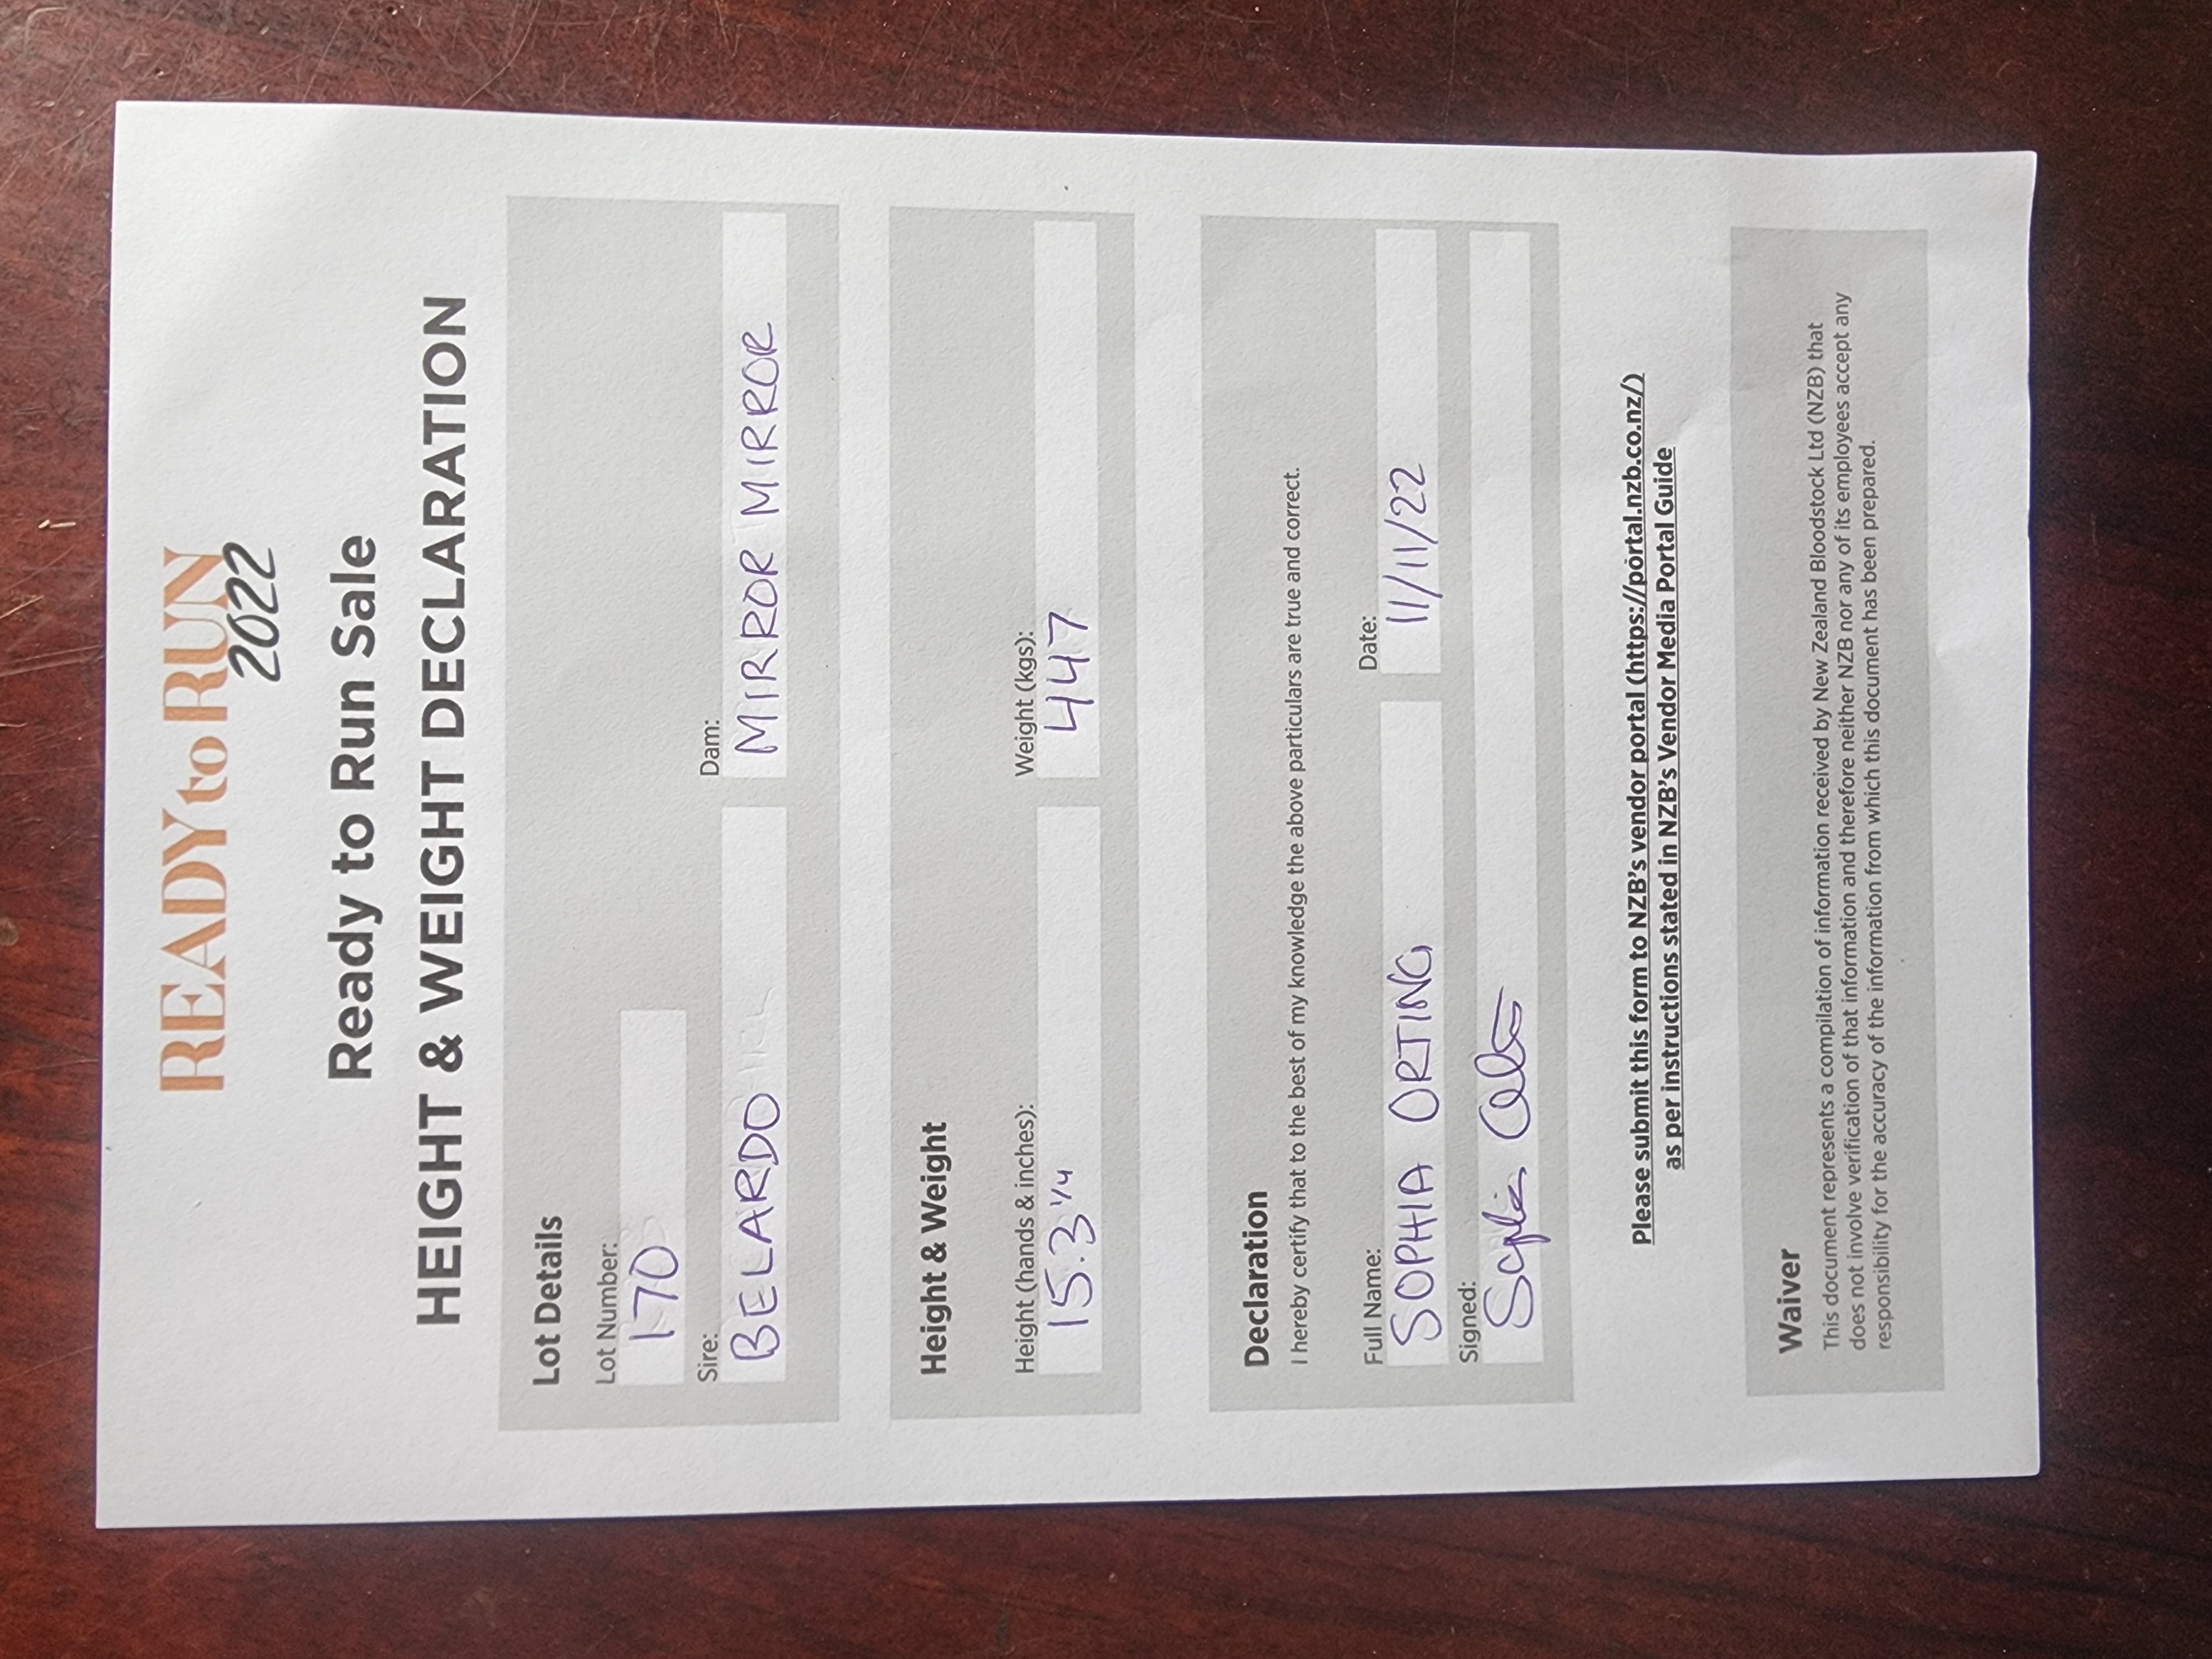 READY to RUN
2022
Ready to Run Sale
HEIGHT & WEIGHT DECLARATION
Lot Details
Lot Number:
170
Sire: Dam:
BELARDO MIRROR MIRROR
Height & Weight
Height (hands & inches): Weight (kgs):
15.3 1/4 447
Declaration
I hereby certify that to the best of my knowledge the above particulars are true and correct.
Full Name: Date:
SOPHIA ORTING 11/11/22
Signed:
Sophia
Please submit this form to NZB's vendor portal (https://portal.nzb.co.nz/)
as per instructions stated in NZB's Vendor Media Portal Guide
Waiver
This document represents a compilation of information received by New Zealand Bloodstock Ltd (NZB) that
does not involve verification of that information and therefore neither NZB nor any of its employees accept any
responsibility for the accuracy of the information from which this document has been prepared.